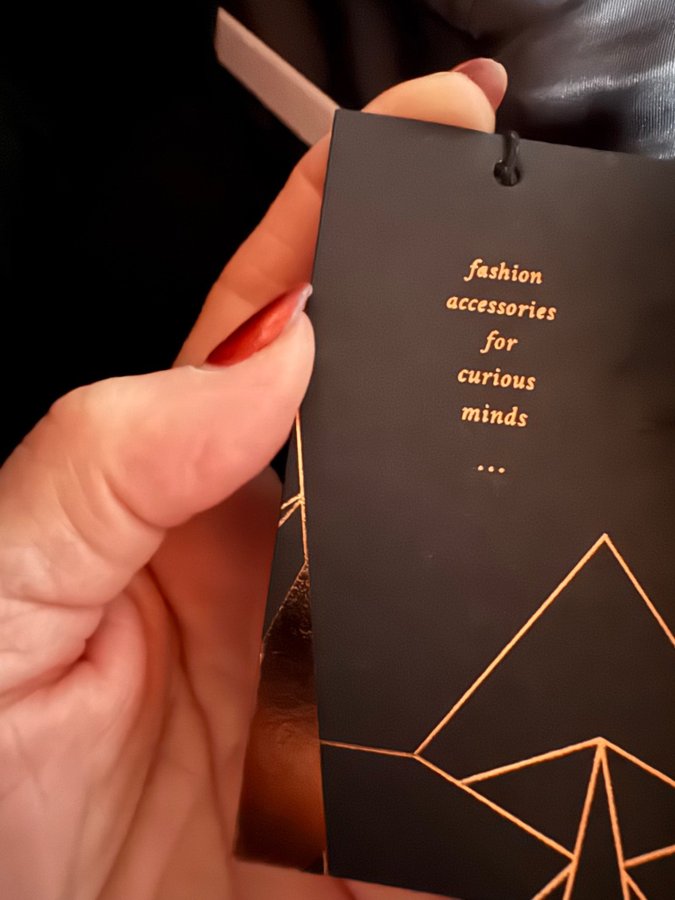 fashion
accessories
for
curious
minds
...